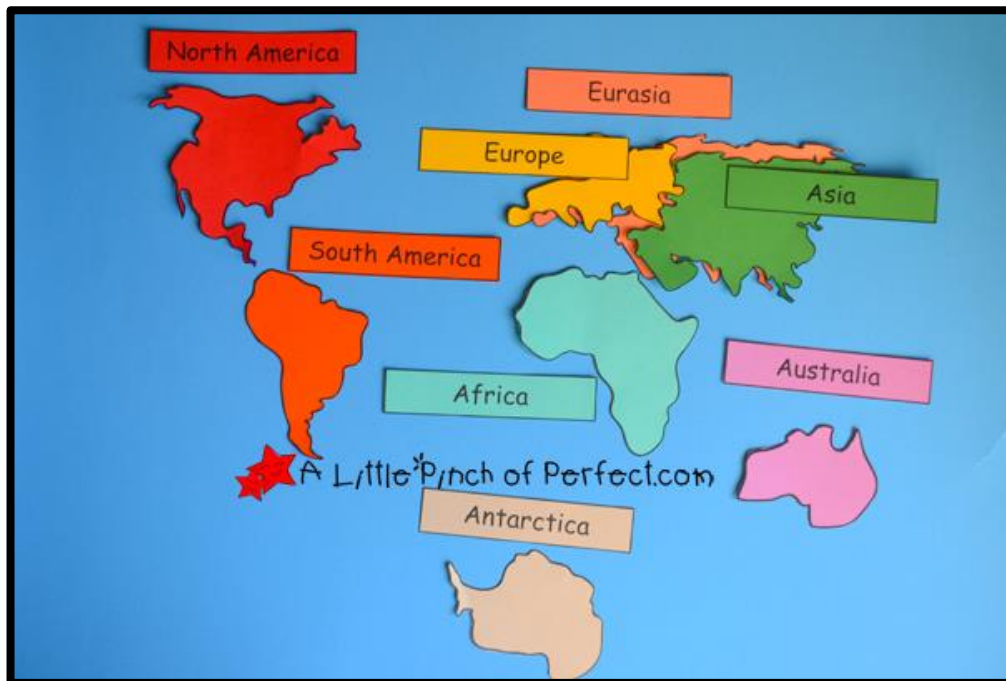 North America
Eurasia
Europe
Asia
South America
Australia
Africa
A Little Pinch of Perfect.com
Antarctica